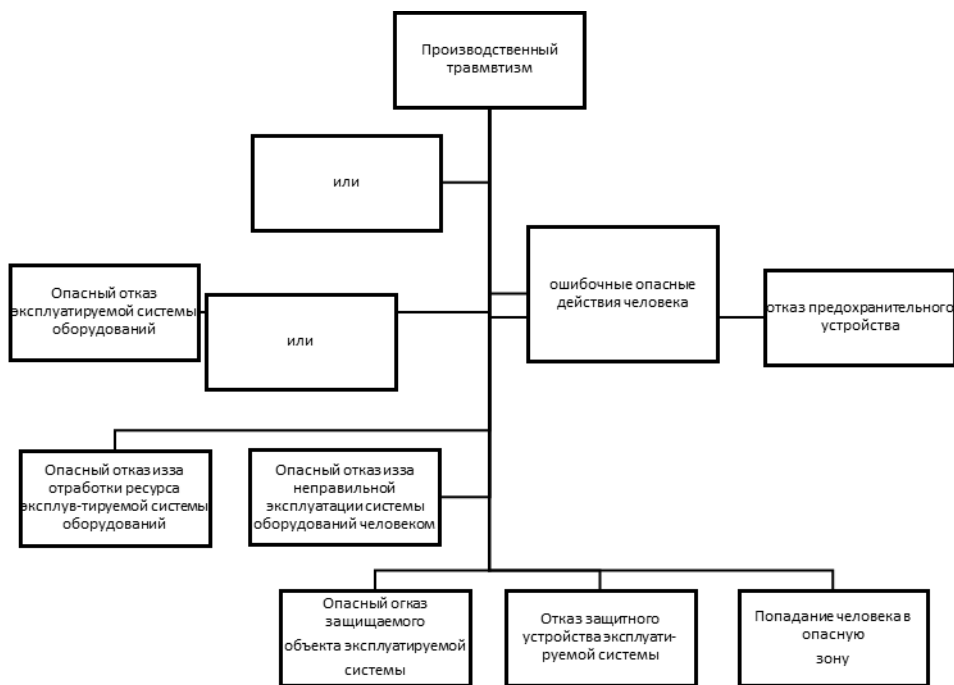 Производственный
травмвтизм
или
ошибочные опасные
действия человека
Опасный отказ
эксплуатируемой системы
оборудований
или
отказ предохранительного
устройства
Опасный отказ изза
отработки ресурса
эксплув-тируемой системы
оборудований
Опасный отказ изза
неправильной
эксплуатации системы
оборудований человеком
Опасный отказ
защищаемого
объекта эксплуатируемой
системы
Отказ защитного
устройства эксплуати-
руемой системы
Попадание человека в
опасную
зону